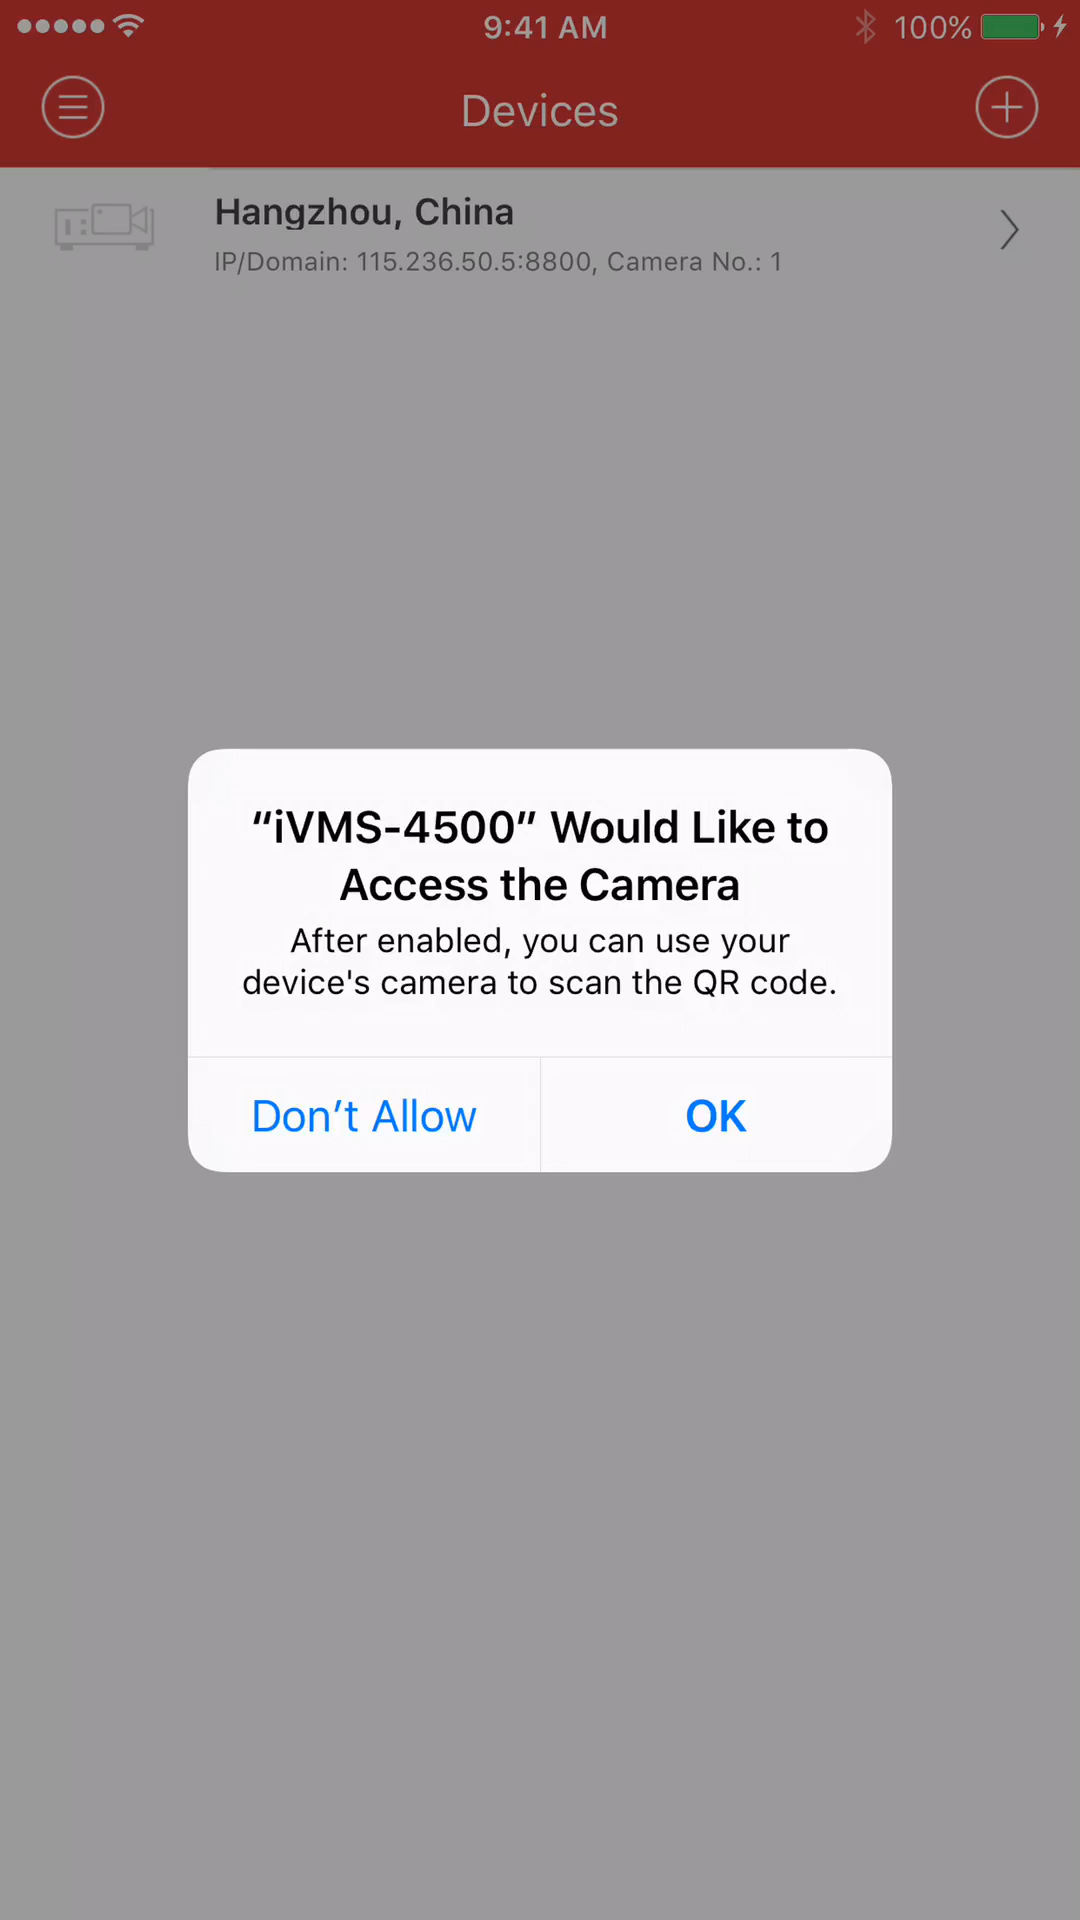 9:41 AM
100%
Devices
Hangzhou, China
IP/Domain: 115.236.50.5:8800, Camera No.: 1
“iVMS-4500” Would Like to
Access the Camera
After enabled, you can use your
device's camera to scan the QR code.
Don’t Allow
OK